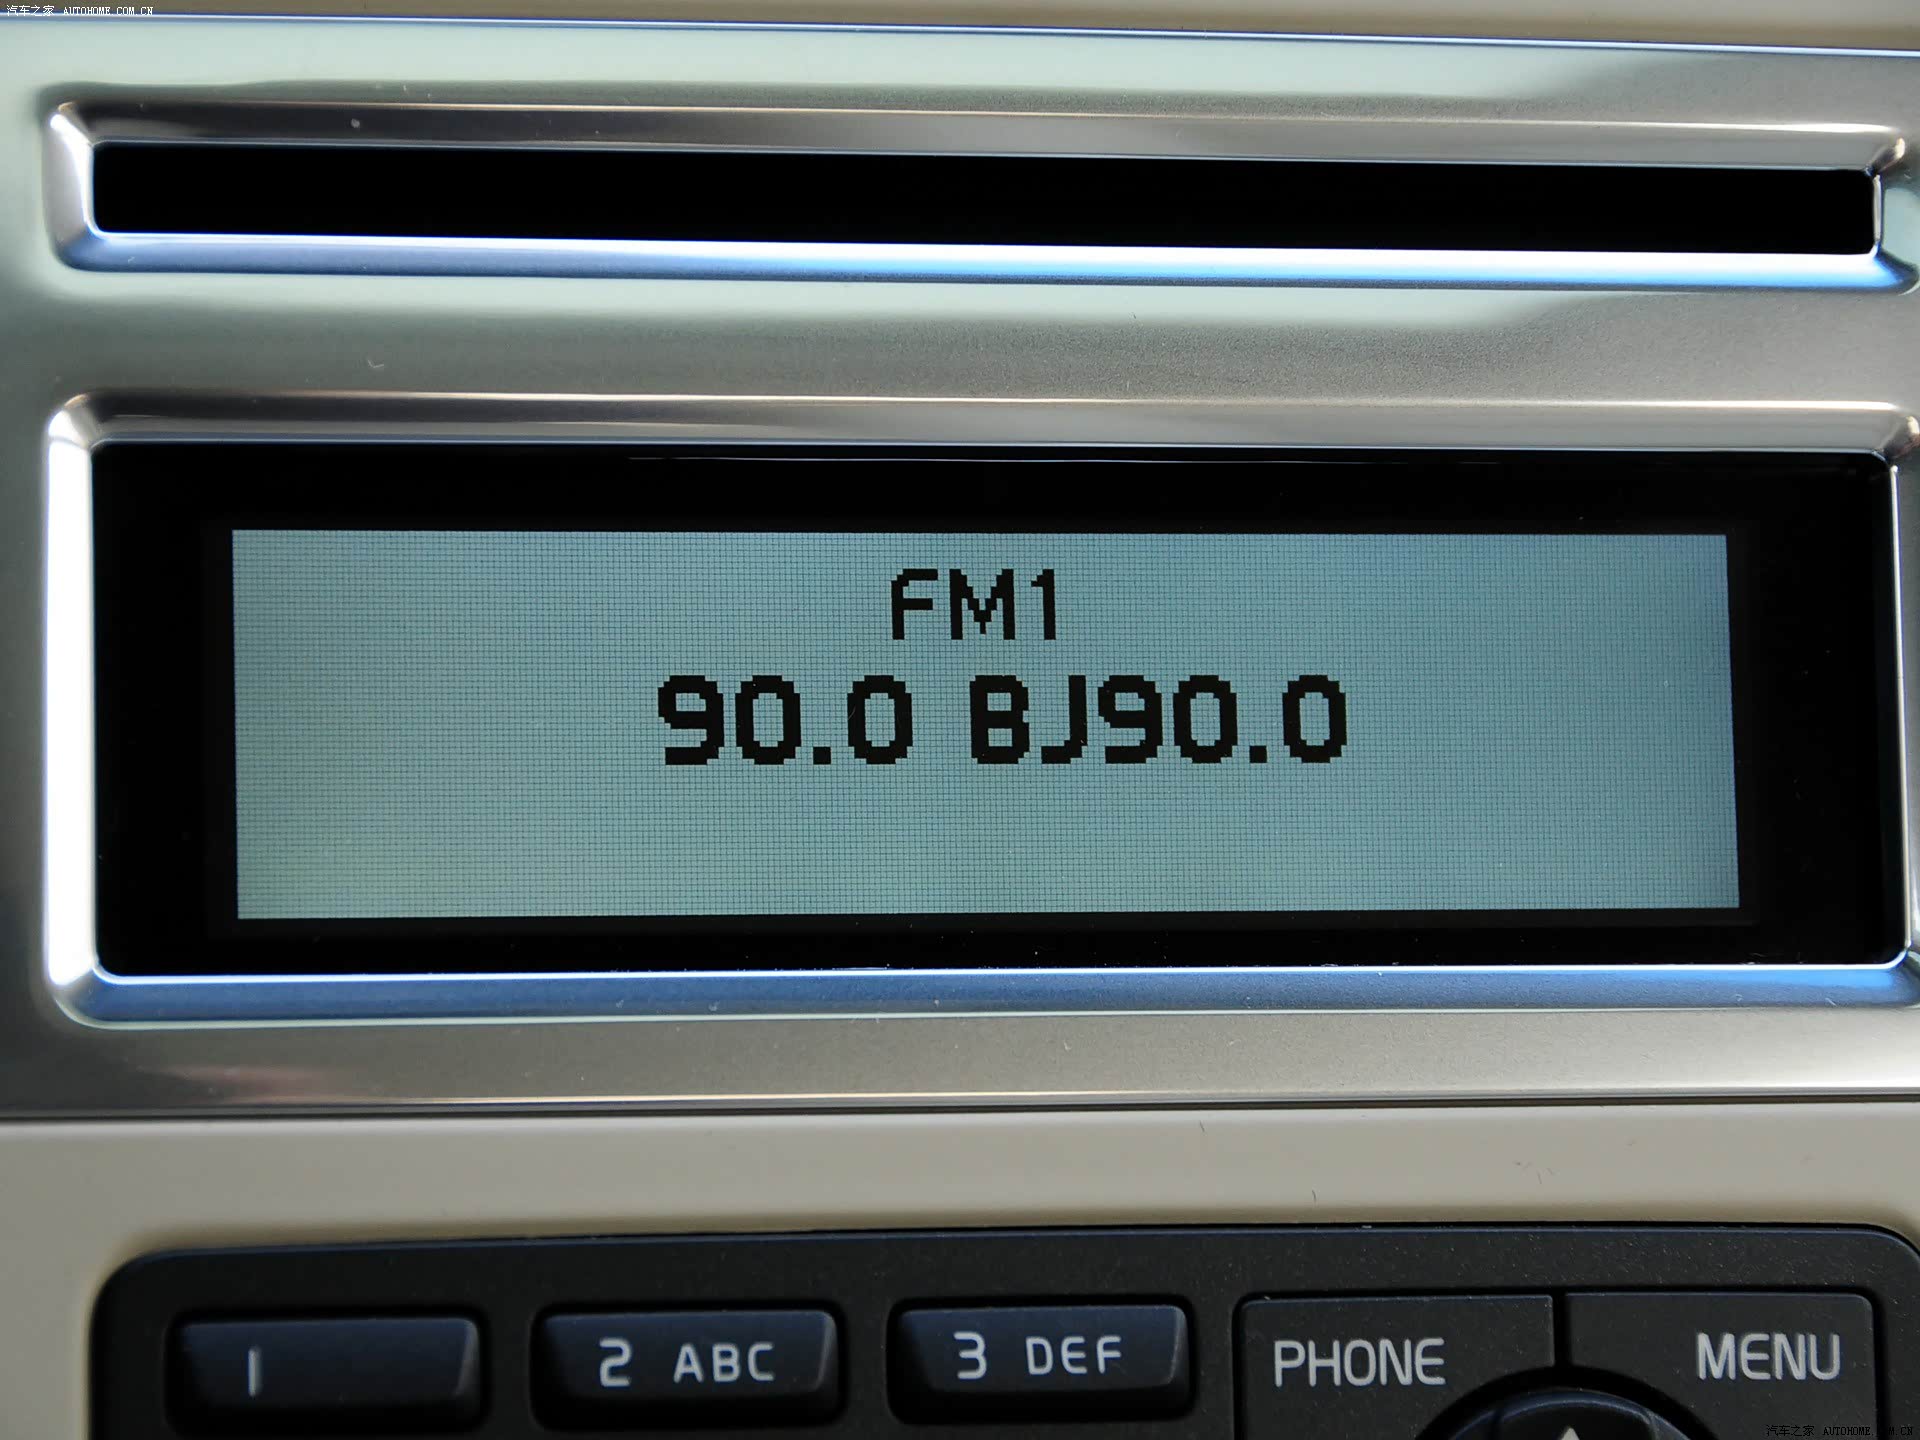 汽车之家 AUTOHOME.COM.CN
FM1
90.0 BJ90.0
1
2 ABC
3 DEF
PHONE
MENU
汽车之家 AUTOHOME.COM.CN